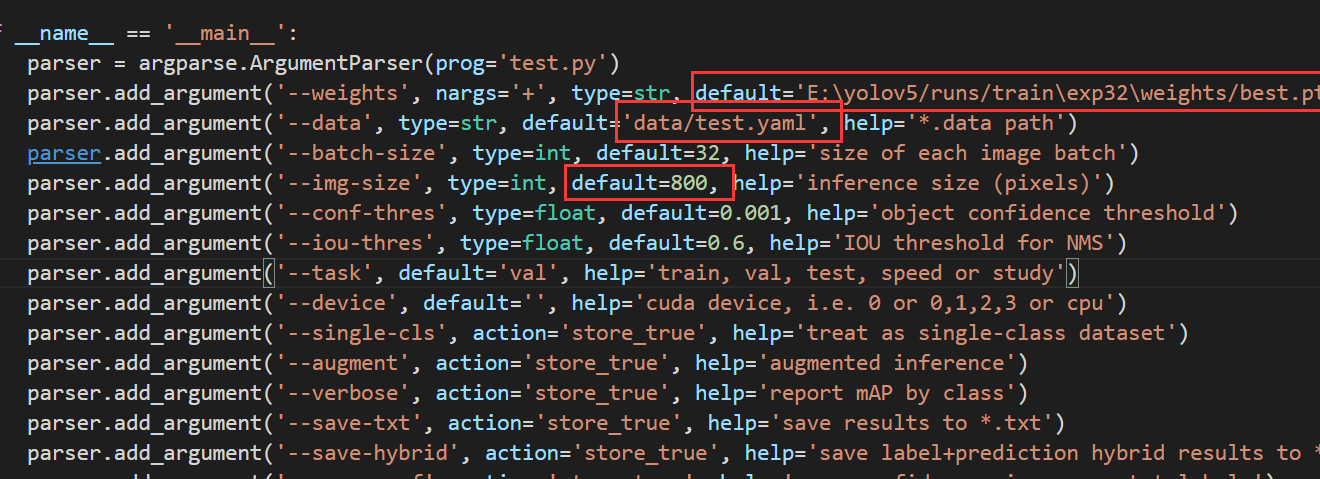 __name__ == '__main__':
parser = argparse.ArgumentParser(prog='test.py')
parser.add_argument('--weights', nargs='+', type=str, default='E:\yolov5/runs/train\exp32\weights/best.pt
parser.add_argument('--data', type=str, default='data/test.yaml', help='*.data path')
parser.add_argument('--batch-size', type=int, default=32, help='size of each image batch')
parser.add_argument('--img-size', type=int, default=800, help='inference size (pixels)')
parser.add_argument('--conf-thres', type=float, default=0.001, help='object confidence threshold')
parser.add_argument('--iou-thres', type=float, default=0.6, help='IOU threshold for NMS')
parser.add_argument('--task', default='val', help='train, val, test, speed or study')
parser.add_argument('--device', default='', help='cuda device, i.e. 0 or 0,1,2,3 or cpu')
parser.add_argument('--single-cls', action='store_true', help='treat as single-class dataset')
parser.add_argument('--augment', action='store_true', help='augmented inference')
parser.add_argument('--verbose', action='store_true', help='report mAP by class')
parser.add_argument('--save-txt', action='store_true', help='save results to *.txt')
parser.add_argument('--save-hybrid', action='store_true', help='save label+prediction hybrid results to *